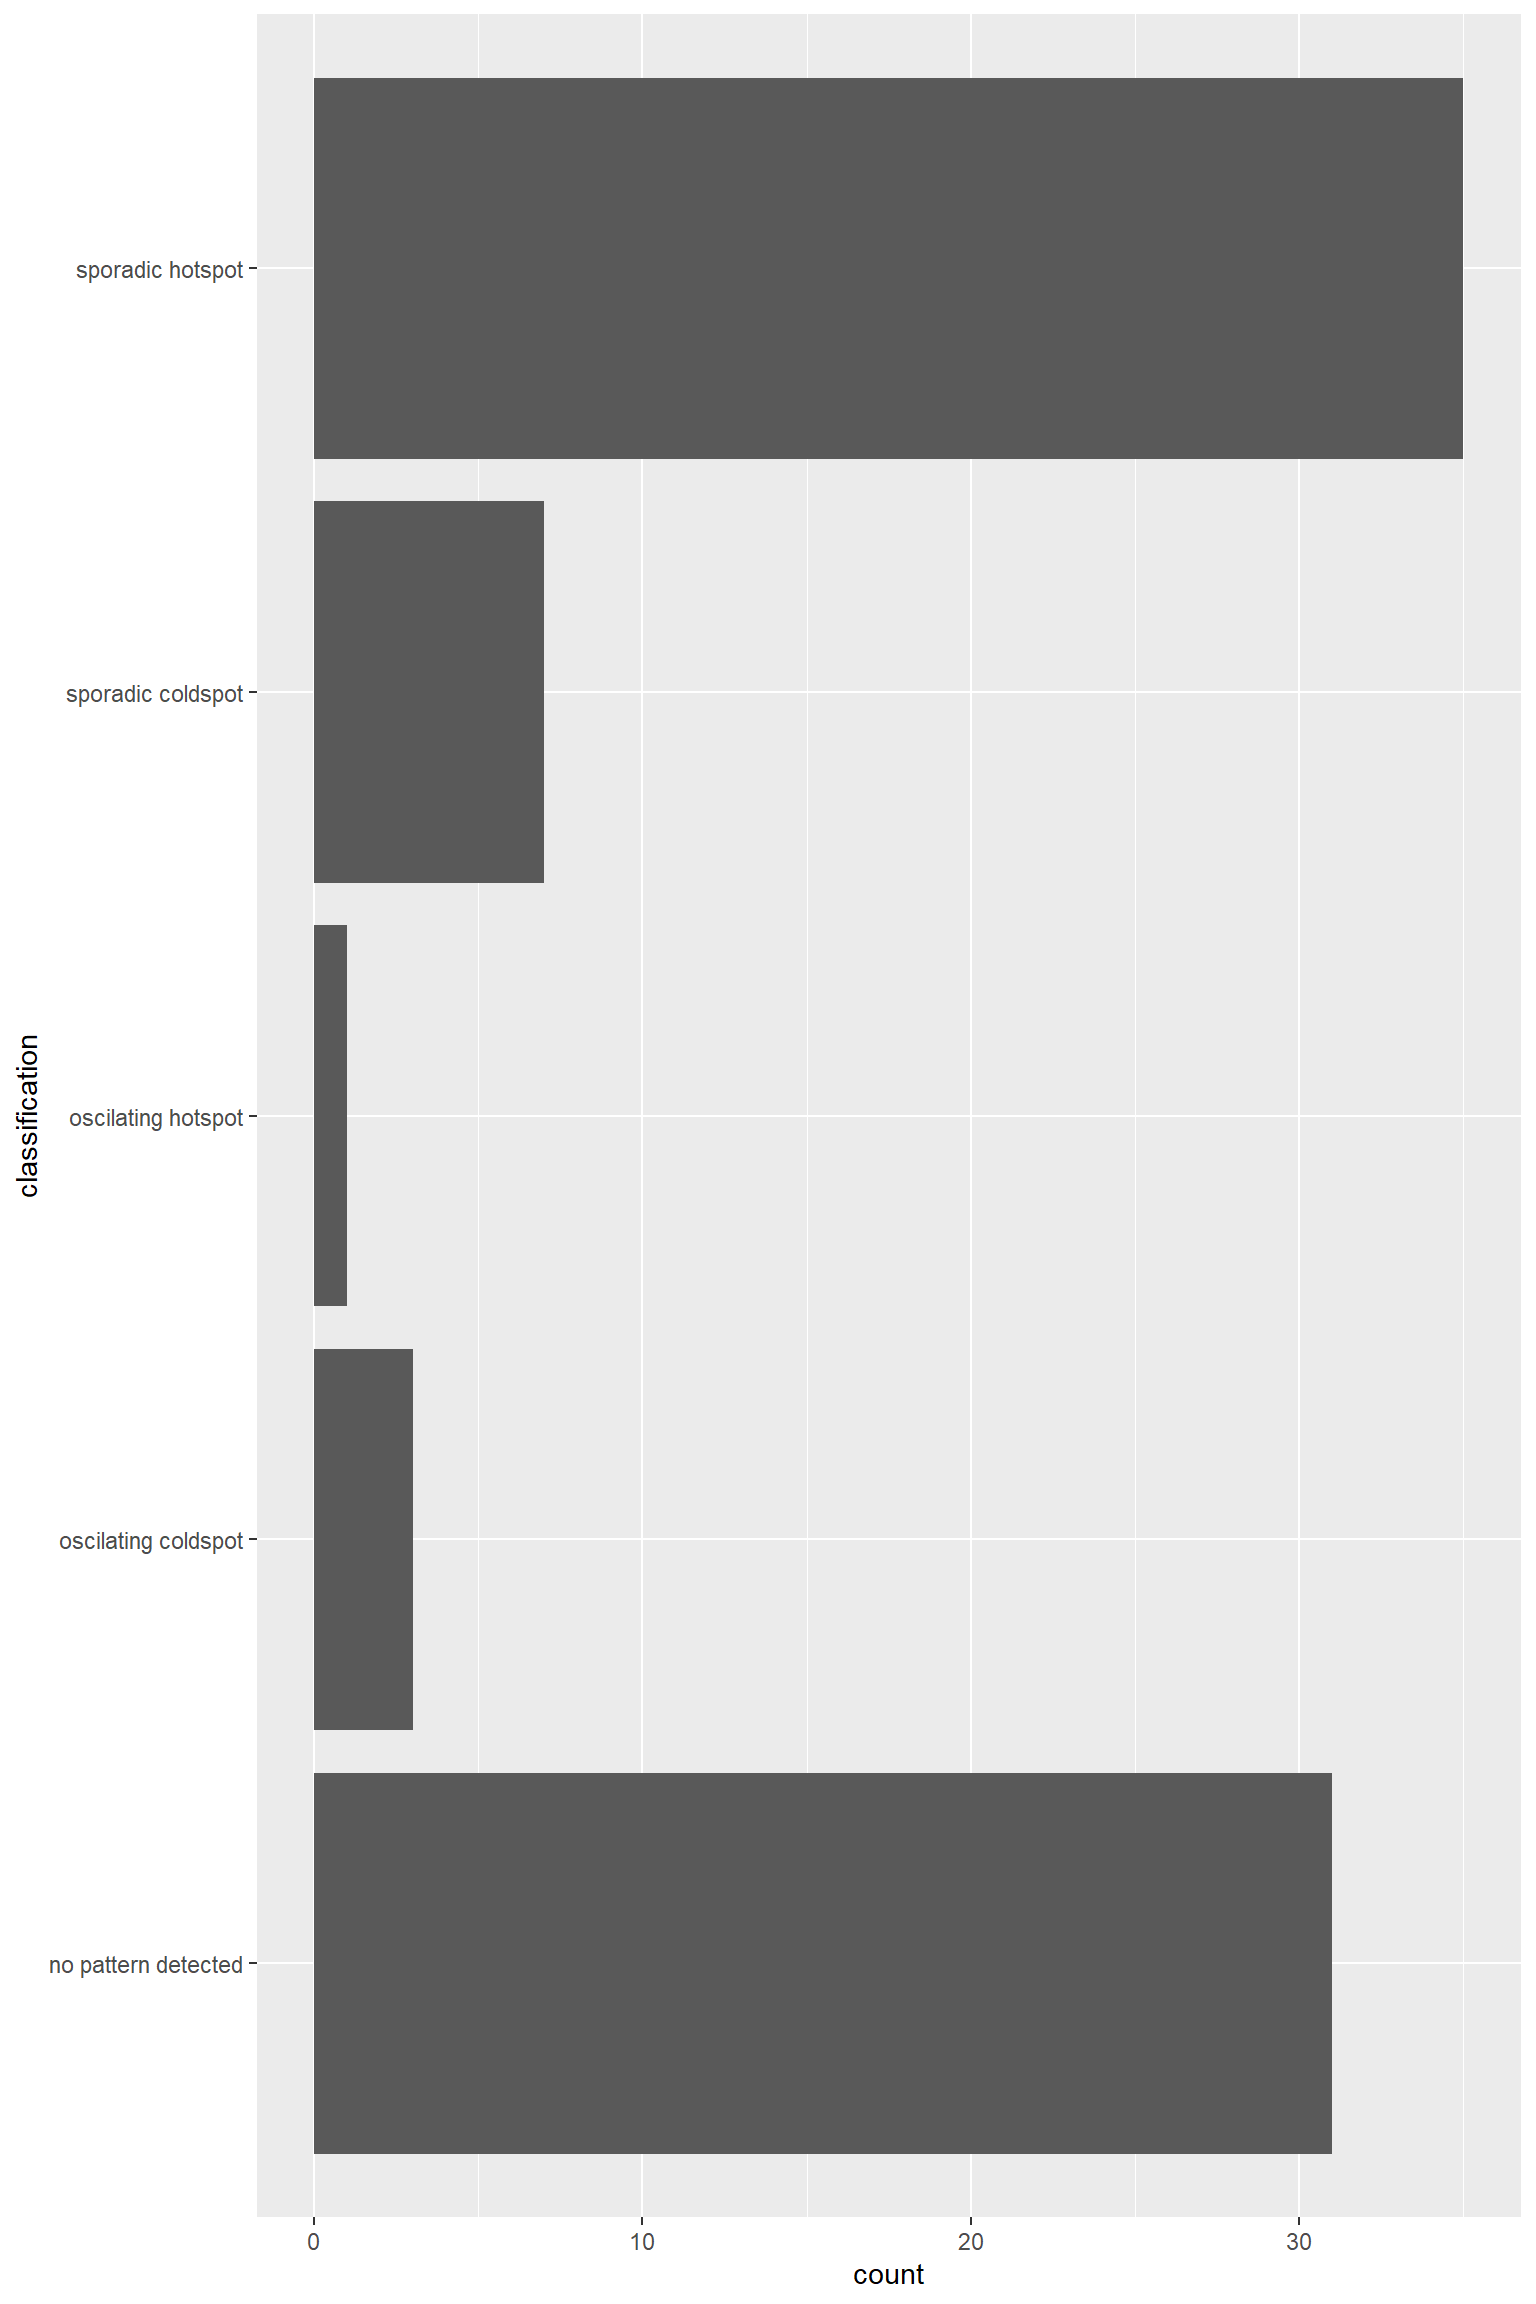 classification
sporadic hotspot
sporadic coldspot
oscilating hotspot
oscilating coldspot
no pattern detected
0 10 20 30
count